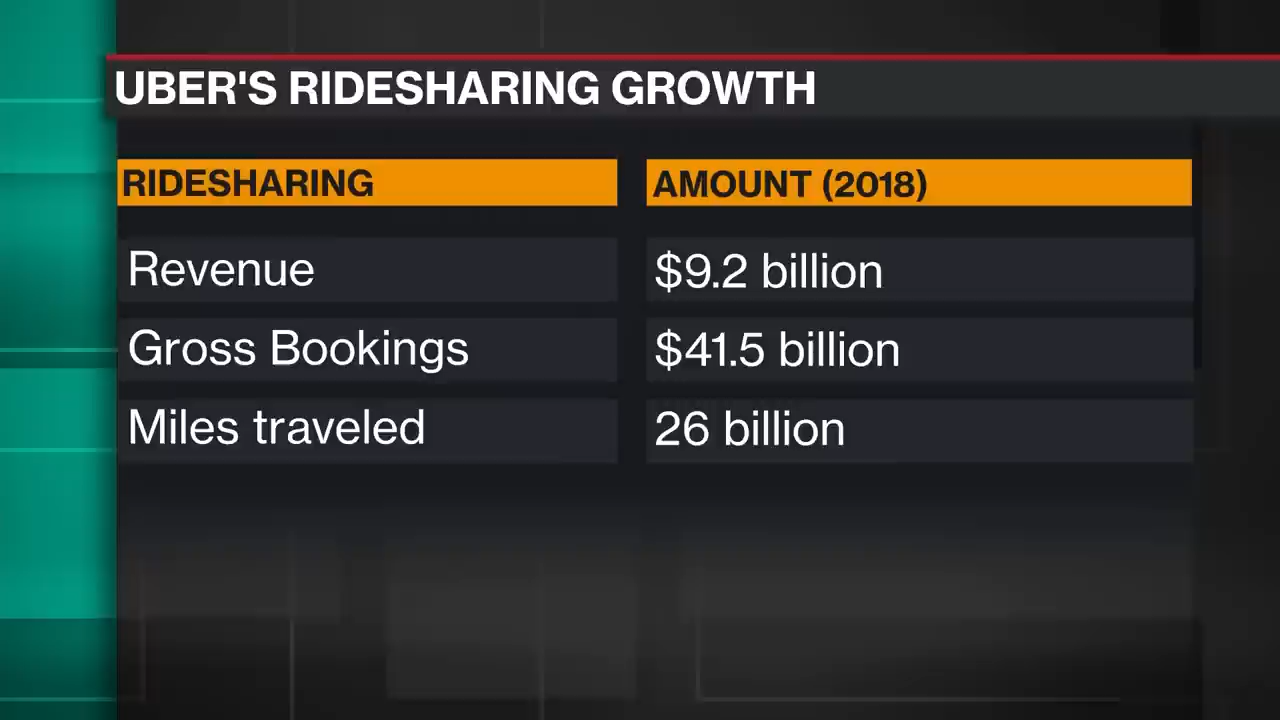 UBER'S RIDESHARING GROWTH
RIDESHARING AMOUNT (2018)
Revenue $9.2 billion
Gross Bookings $41.5 billion
Miles traveled 26 billion